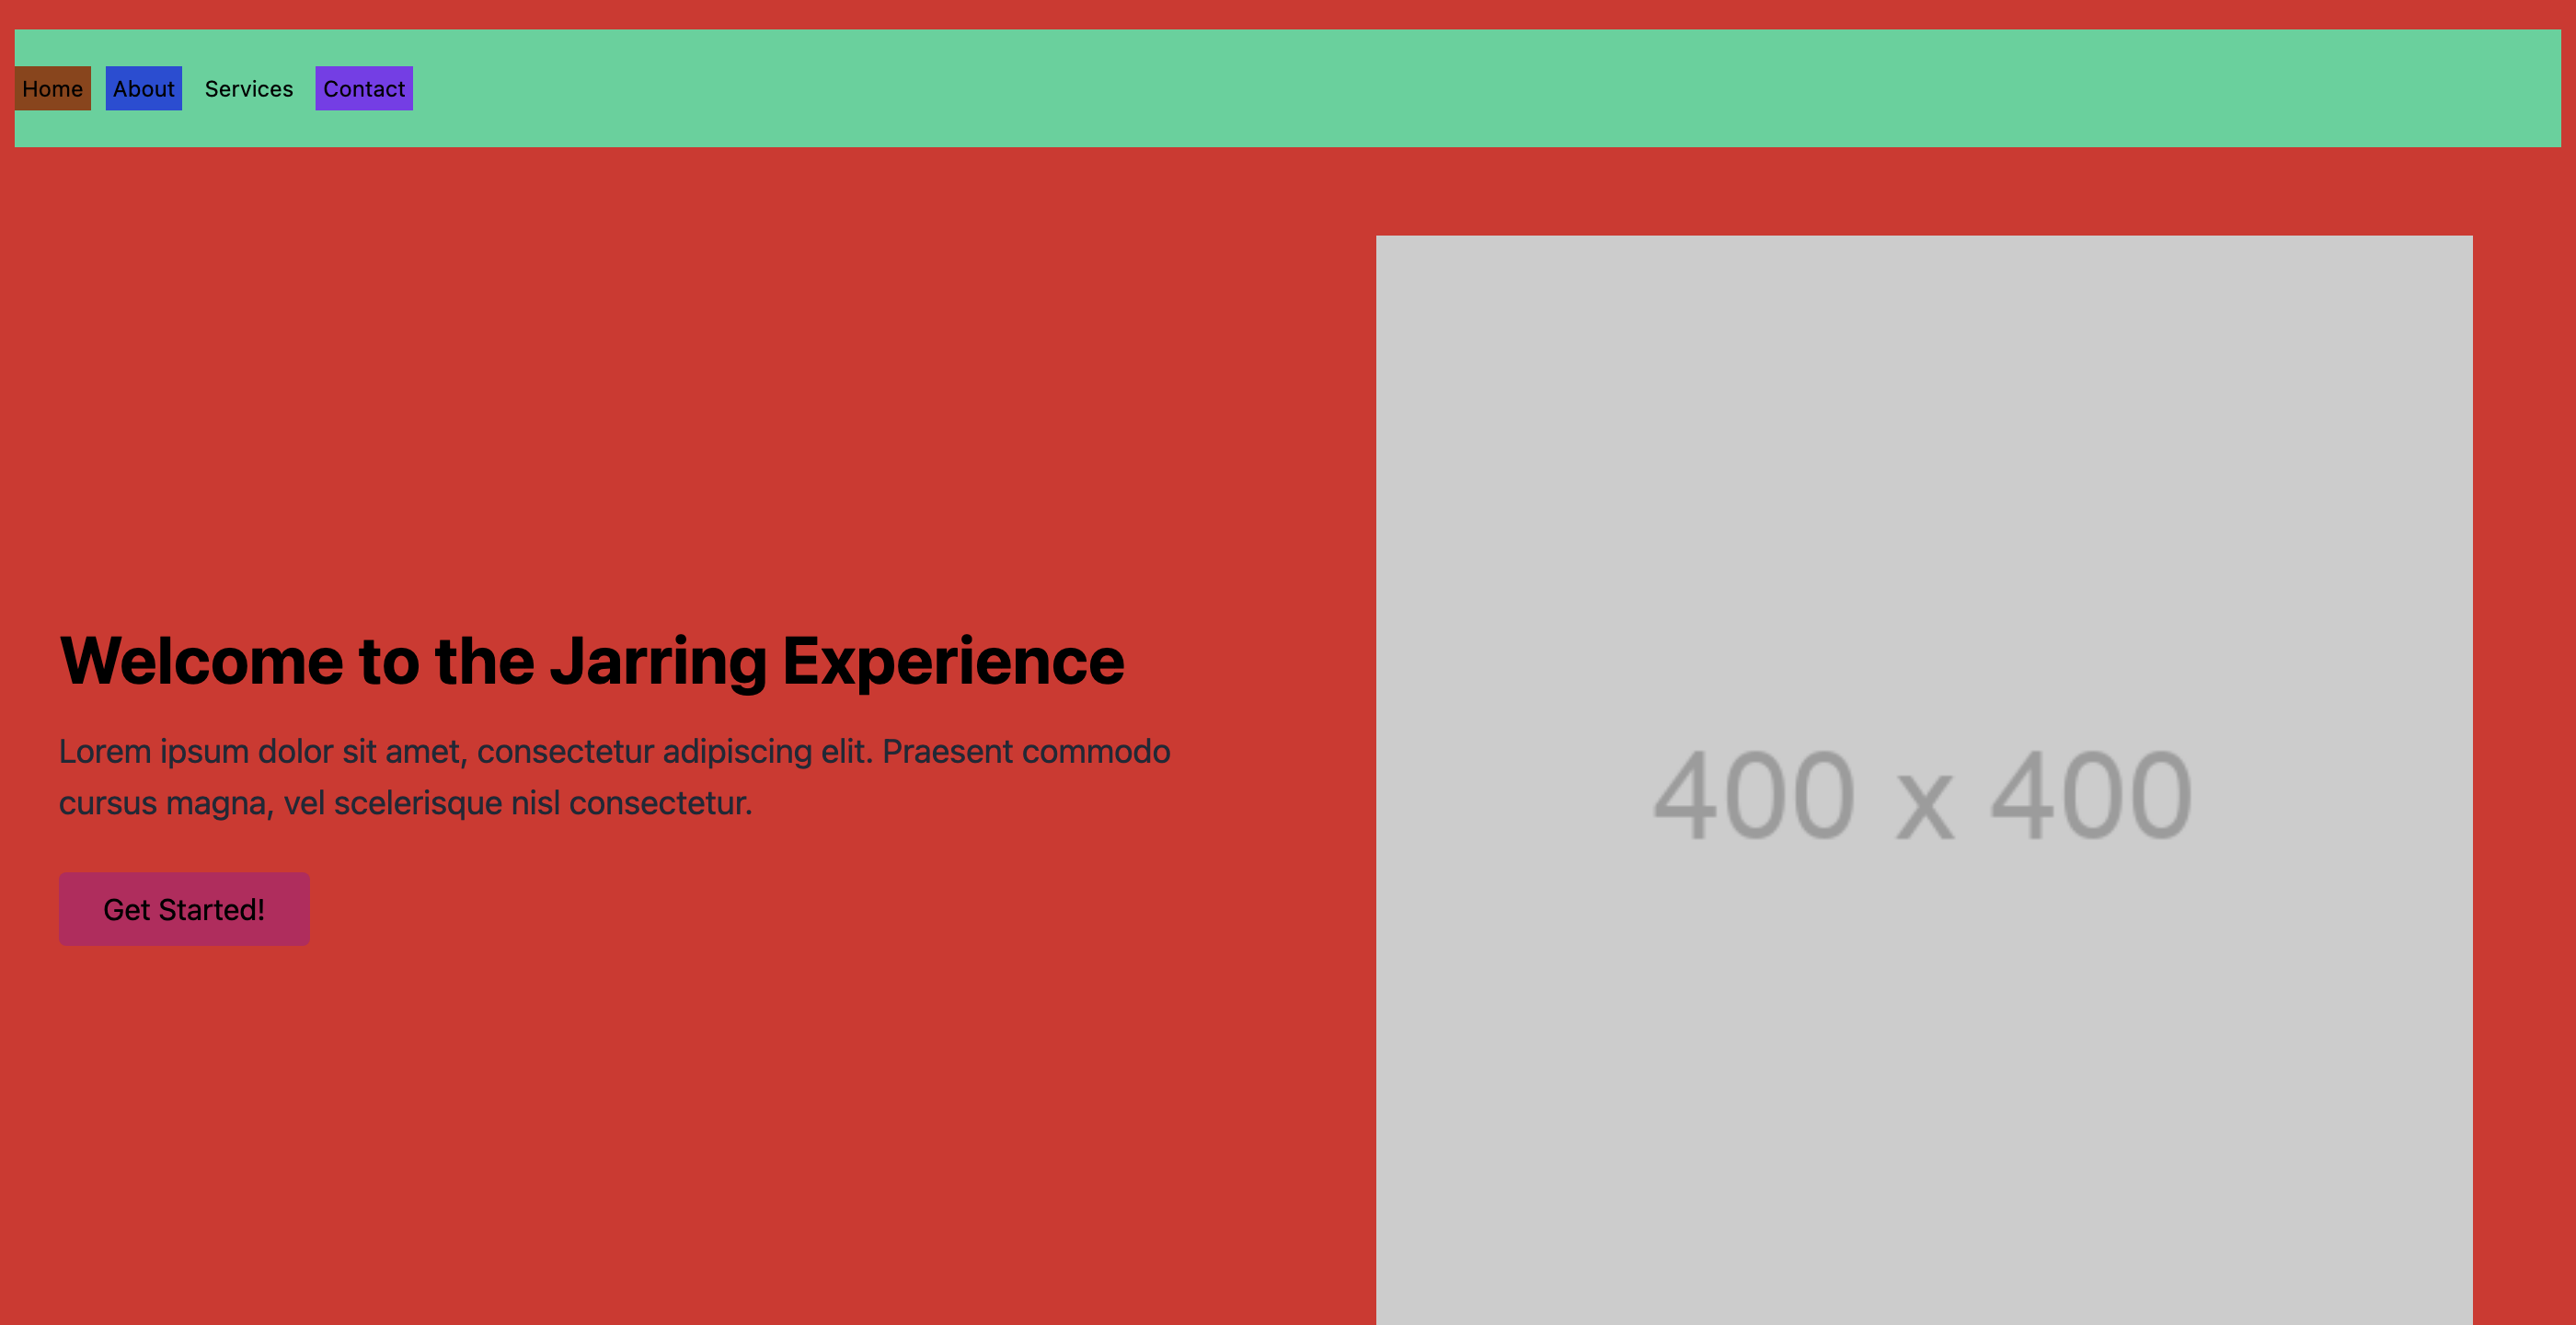 Home About Services Contact
Welcome to the Jarring Experience
Lorem ipsum dolor sit amet, consectetur adipiscing elit. Praesent commodo
cursus magna, vel scelerisque nisl consectetur.
Get Started!
400 x 400